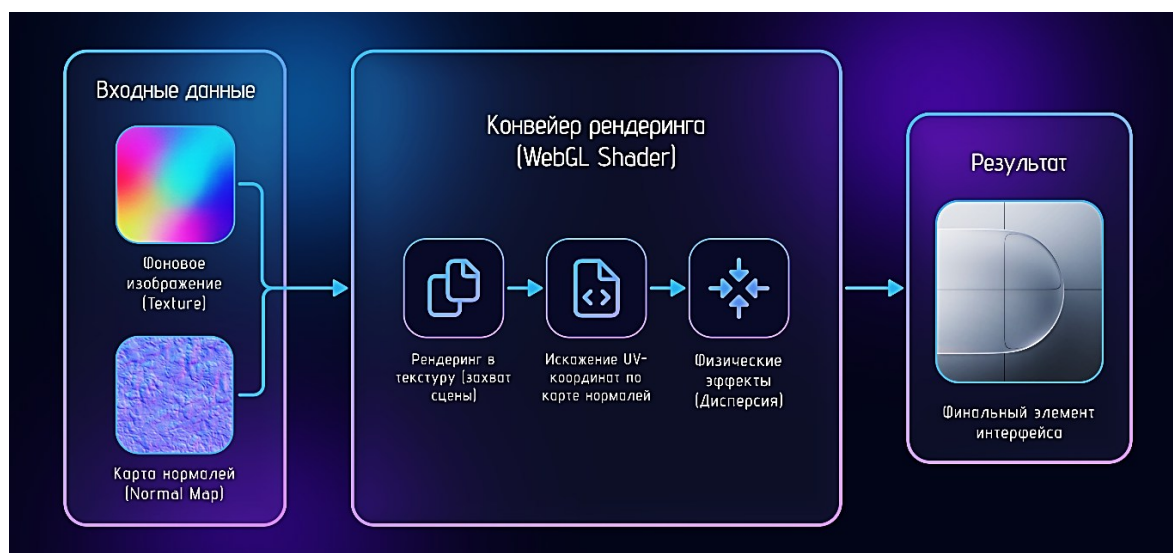 Входные данные
Фоновое
изображение
(Texture)
Карта нормалей
(Normal Map)
Конвейер рендеринга
(WebGL Shader)
Рендеринг в
текстуру (захват
сцены)
Искажение UV-
координат по
карте нормалей
Физические
эффекты
(Дисперсия)
Результат
Финальный элемент
интерфейса